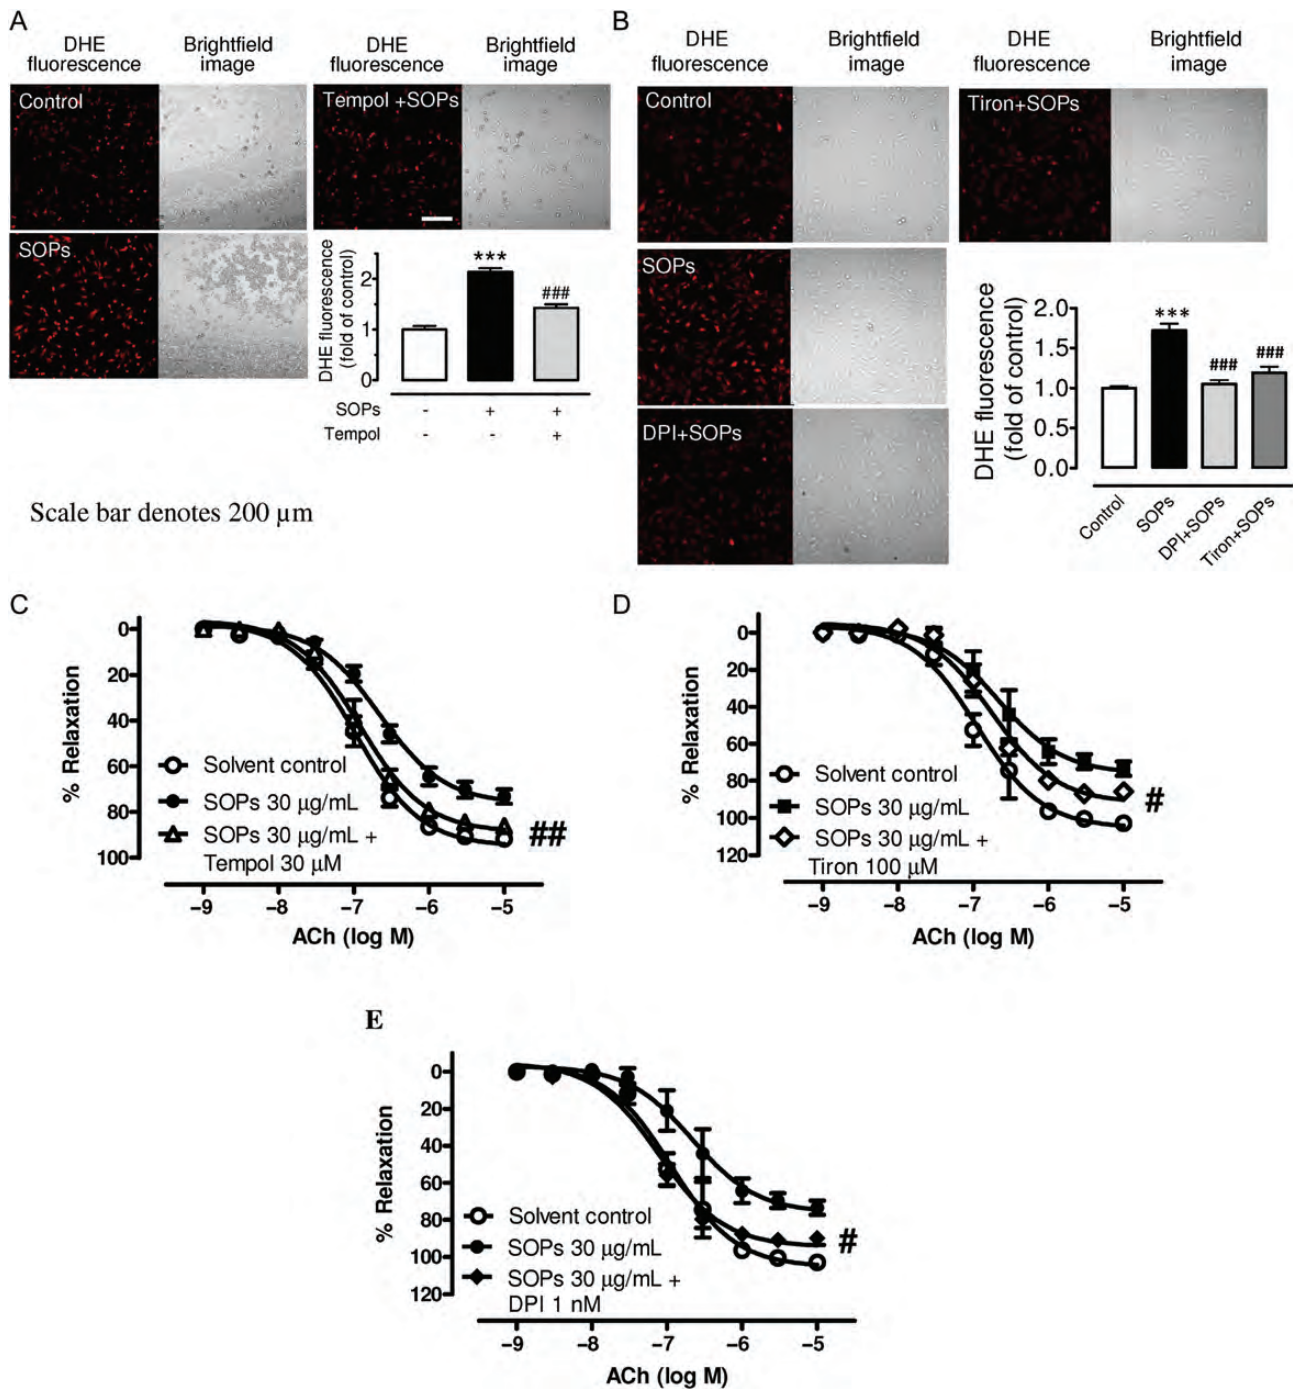 A
DHE fluorescence
Brightfield image
DHE fluorescence
Brightfield image
Control
Tempol +SOPs
SOPs
DHE fluorescence
(fold of control)
2
1
0
***
###
SOPs - + +
Tempol - - +
Scale bar denotes 200 µm
B
DHE fluorescence
Brightfield image
DHE fluorescence
Brightfield image
Control
Tiron+SOPs
SOPs
DPI+SOPs
DHE fluorescence
(fold of control)
2.0
1.5
1.0
0.5
0.0
***
###
###
Control
SOPs
DPI+SOPs
Tiron+SOPs
C
% Relaxation
0
20
40
60
80
100
Solvent control
SOPs 30 µg/mL
SOPs 30 µg/mL +
Tempol 30 µM
##
−9 −8 −7 −6 −5
ACh (log M)
D
% Relaxation
0
20
40
60
80
100
120
Solvent control
SOPs 30 µg/mL
SOPs 30 µg/mL +
Tiron 100 µM
#
−9 −8 −7 −6 −5
ACh (log M)
E
% Relaxation
0
20
40
60
80
100
120
Solvent control
SOPs 30 µg/mL
SOPs 30 µg/mL +
DPI 1 nM
#
−9 −8 −7 −6 −5
ACh (log M)